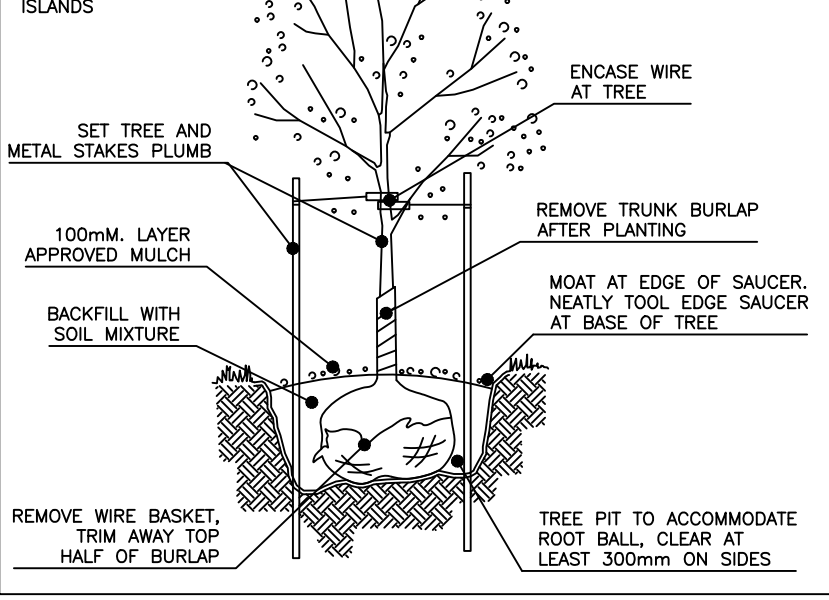 ISLANDS
ENCASE WIRE
AT TREE
SET TREE AND
METAL STAKES PLUMB
REMOVE TRUNK BURLAP
AFTER PLANTING
100mM. LAYER
APPROVED MULCH
MOAT AT EDGE OF SAUCER.
NEATLY TOOL EDGE SAUCER
AT BASE OF TREE
BACKFILL WITH
SOIL MIXTURE
REMOVE WIRE BASKET,
TRIM AWAY TOP
HALF OF BURLAP
TREE PIT TO ACCOMMODATE
ROOT BALL, CLEAR AT
LEAST 300mm ON SIDES